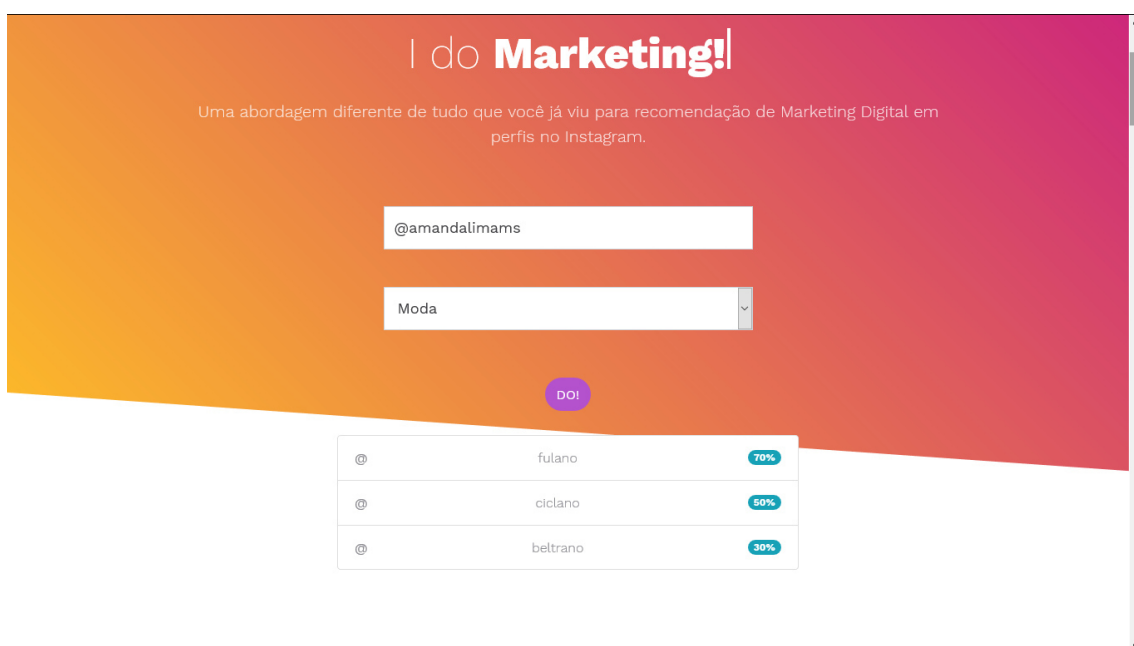 I do Marketing!
Uma abordagem diferente de tudo que você já viu para recomendação de Marketing Digital em
perfis no Instagram.
@amandalimams
Moda
DO!
@ fulano 70%
@ ciclano 50%
@ beltrano 30%